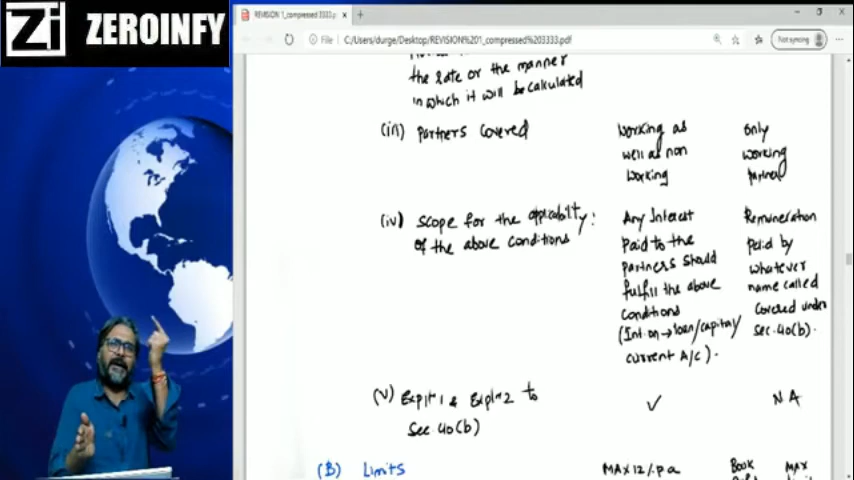 Zi ZEROINFY
REVISION 1_compressed 3333.pdf
File C:/Users/durge/Desktop/REVISION%201_compressed%203333.pdf
Not syncing
the rate or the manner
in which it will be calculated
(iii) Partners Covered
Working as
well as non
Working
only
working
Partner
(iv) Scope for the applicability:
of the above conditions
Any Interest
Paid to the
Partners should
fulfill the above
conditions
(Int. on → loan/capital/
current A/C).
Remuneration
Paid by
whatever
name called
Covered under
Sec.40(b).
(v) Expln 1 & Expln 2 to
Sec 40(b)
✓
NA
(B) Limits
MAX 12%.p.a
Book
MAX